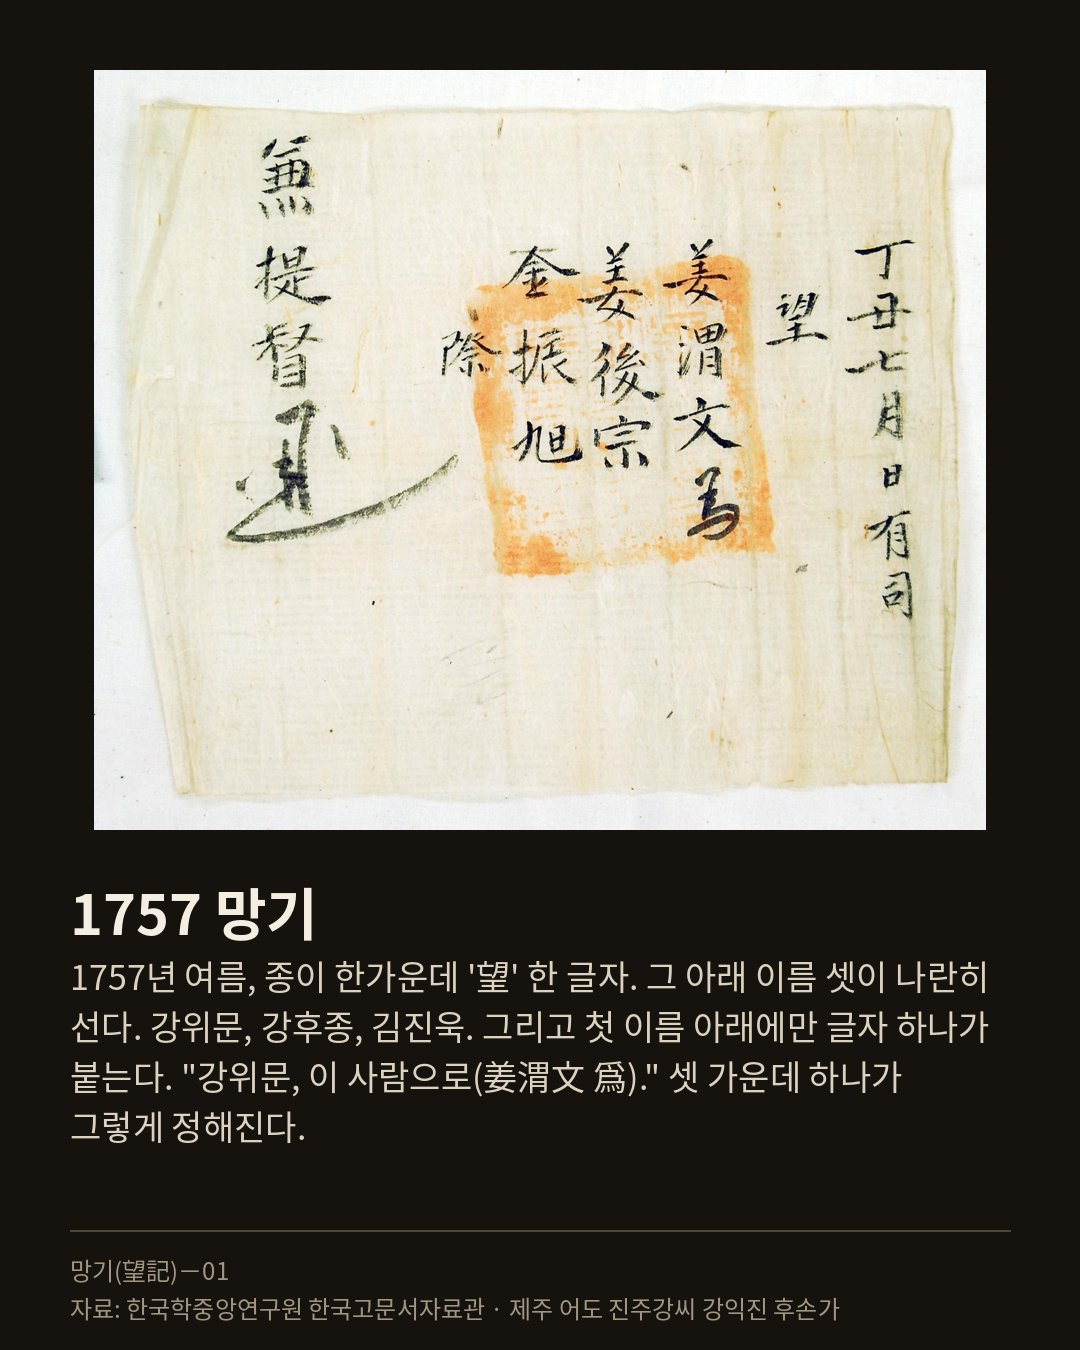 丁丑七月日有司
望
姜渭文 爲
姜後宗
金振旭
際
兼提督
1757 망기
1757년 여름, 종이 한가운데 '望' 한 글자. 그 아래 이름 셋이 나란히
선다. 강위문, 강후종, 김진욱. 그리고 첫 이름 아래에만 글자 하나가
붙는다. "강위문, 이 사람으로(姜渭文 爲)." 셋 가운데 하나가
그렇게 정해진다.
망기(望記)—01
자료: 한국학중앙연구원 한국고문서자료관 · 제주 어도 진주강씨 강익진 후손가